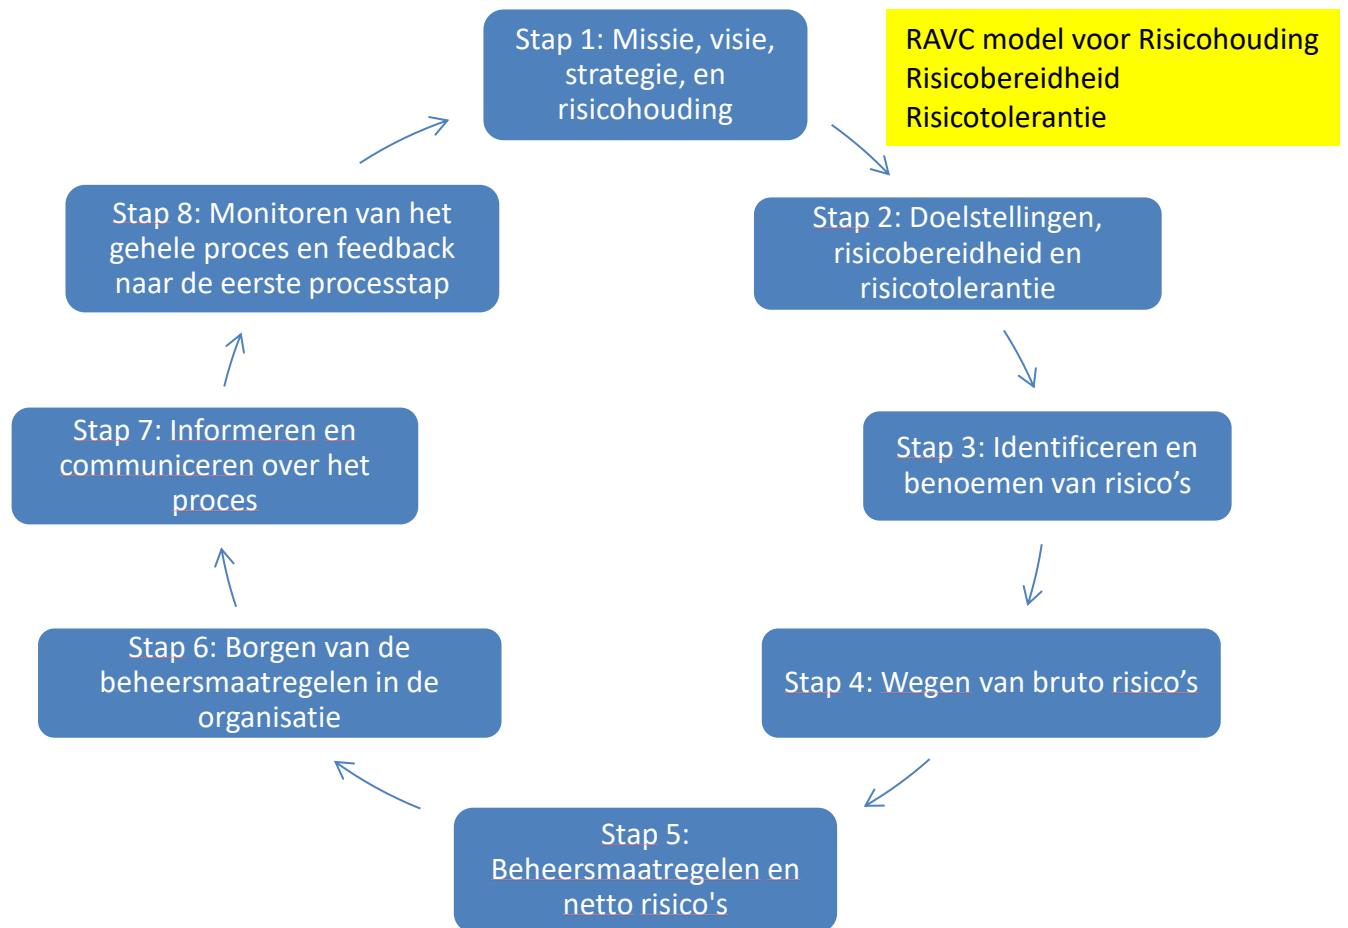 Stap 1: Missie, visie,
strategie, en
risicohouding
RAVC model voor Risicohouding
Risicobereidheid
Risicotolerantie
Stap 2: Doelstellingen,
risicobereidheid en
risicotolerantie
Stap 3: Identificeren en
benoemen van risico’s
Stap 4: Wegen van bruto risico’s
Stap 5:
Beheersmaatregelen en
netto risico's
Stap 6: Borgen van de
beheersmaatregelen in de
organisatie
Stap 7: Informeren en
communiceren over het
proces
Stap 8: Monitoren van het
gehele proces en feedback
naar de eerste processtap